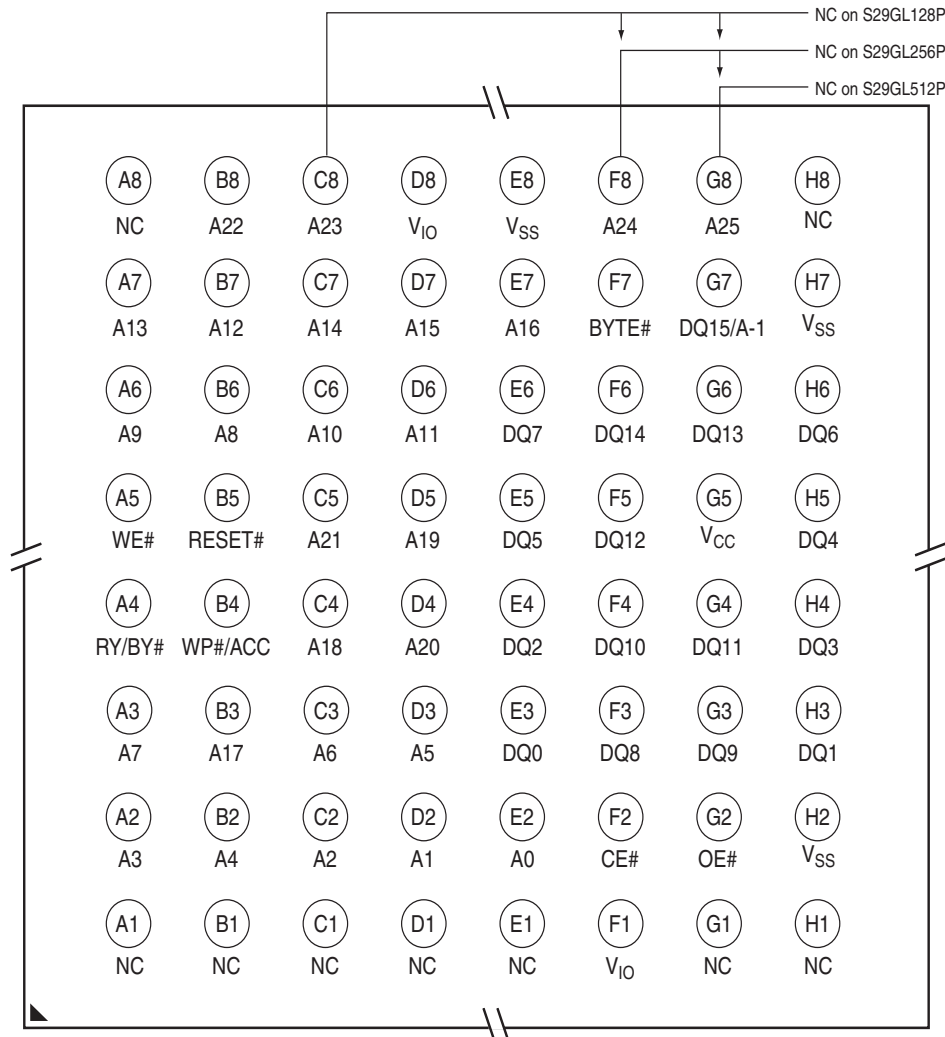 NC on S29GL128P
NC on S29GL256P
NC on S29GL512P
A8 B8 C8 D8 E8 F8 G8 H8
NC A22 A23 VIO VSS A24 A25 NC
A7 B7 C7 D7 E7 F7 G7 H7
A13 A12 A14 A15 A16 BYTE# DQ15/A-1 VSS
A6 B6 C6 D6 E6 F6 G6 H6
A9 A8 A10 A11 DQ7 DQ14 DQ13 DQ6
A5 B5 C5 D5 E5 F5 G5 H5
WE# RESET# A21 A19 DQ5 DQ12 VCC DQ4
A4 B4 C4 D4 E4 F4 G4 H4
RY/BY# WP#/ACC A18 A20 DQ2 DQ10 DQ11 DQ3
A3 B3 C3 D3 E3 F3 G3 H3
A7 A17 A6 A5 DQ0 DQ8 DQ9 DQ1
A2 B2 C2 D2 E2 F2 G2 H2
A3 A4 A2 A1 A0 CE# OE# VSS
A1 B1 C1 D1 E1 F1 G1 H1
NC NC NC NC NC VIO NC NC